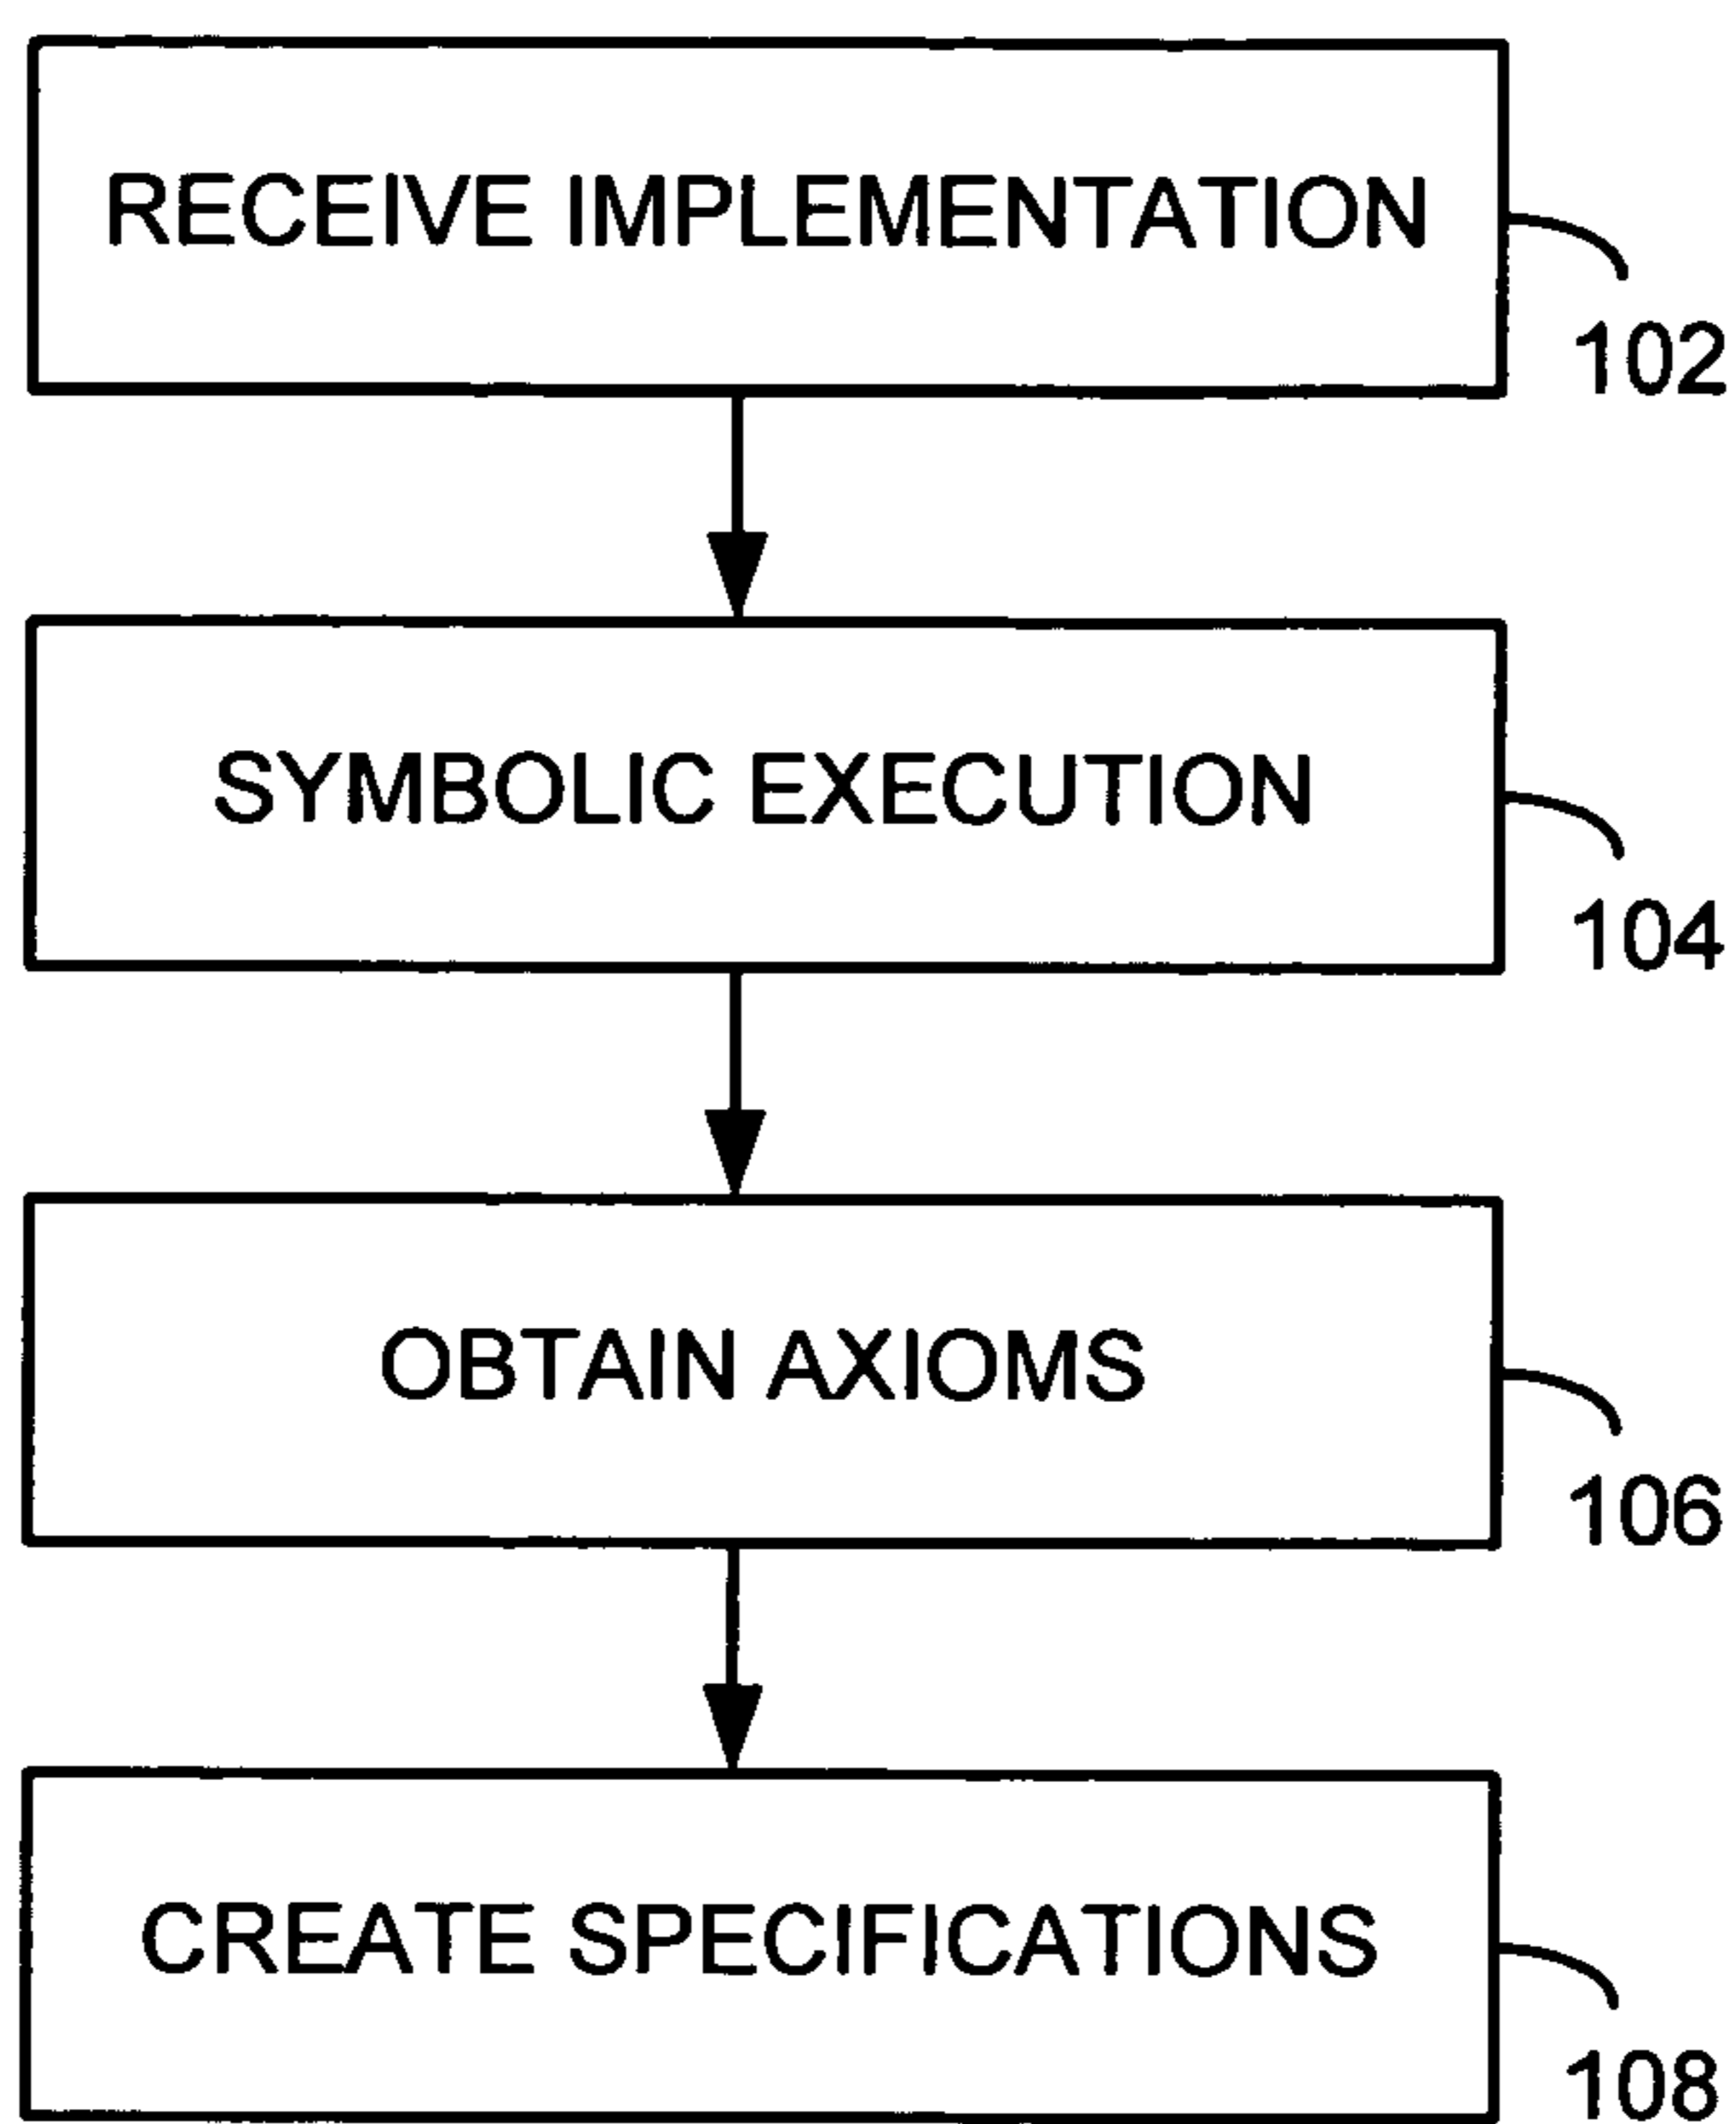 RECEIVE IMPLEMENTATION
102
SYMBOLIC EXECUTION
104
OBTAIN AXIOMS
106
CREATE SPECIFICATIONS
108